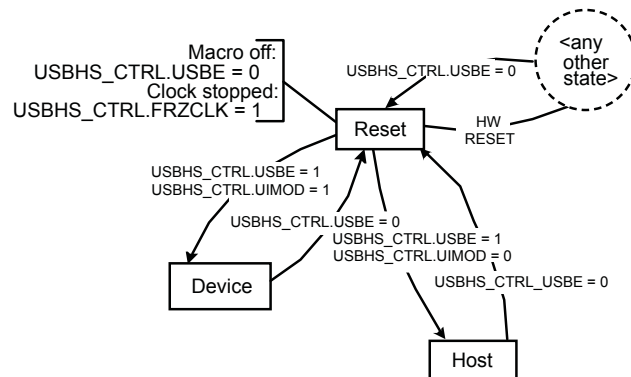 Macro off:
USBHS_CTRL.USBE = 0
Clock stopped:
USBHS_CTRL.FRZCLK = 1
<any
other
state>
USBHS_CTRL.USBE = 0
Reset
HW
RESET
USBHS_CTRL.USBE = 1
USBHS_CTRL.UIMOD = 1
USBHS_CTRL.USBE = 0
USBHS_CTRL.USBE = 1
USBHS_CTRL.UIMOD = 0
USBHS_CTRL_USBE = 0
Device
Host